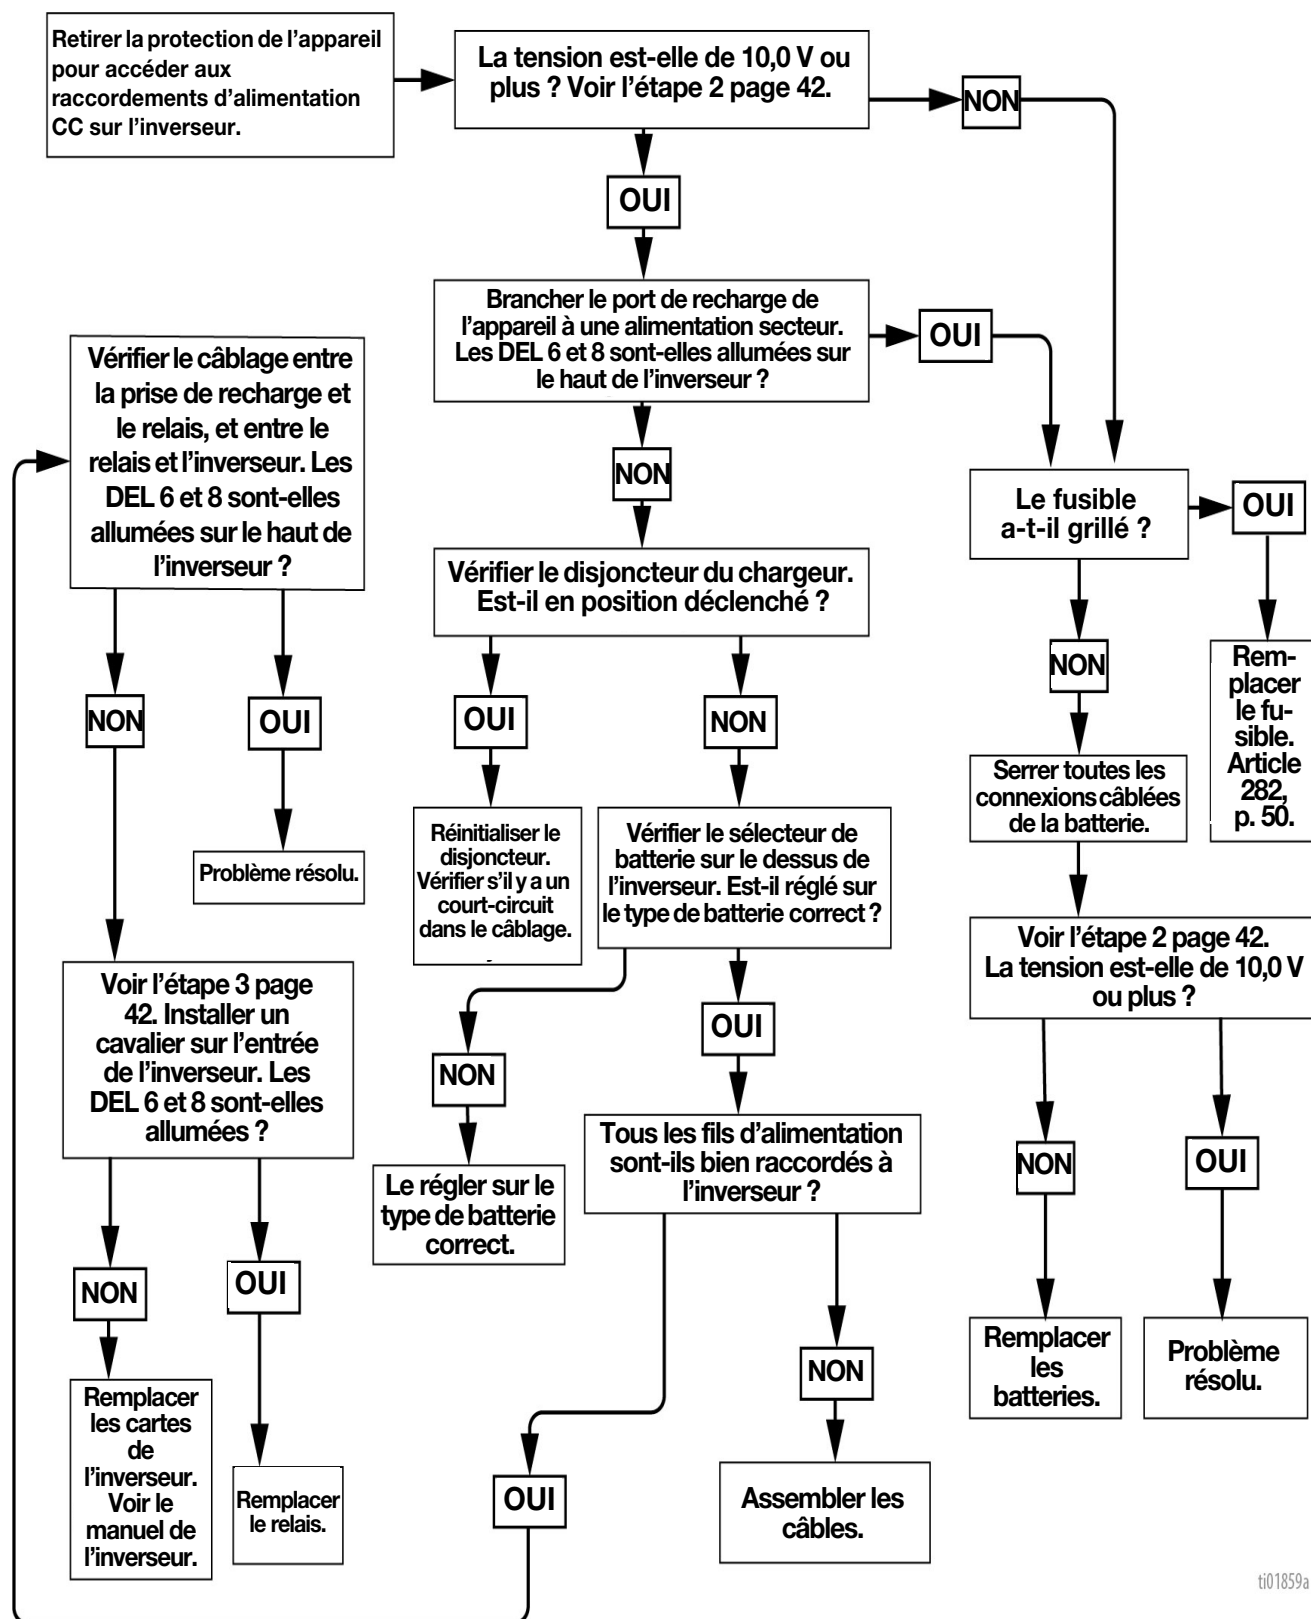 Retirer la protection de l’appareil
pour accéder aux
raccordements d’alimentation
CC sur l’inverseur.
La tension est-elle de 10,0 V ou
plus ? Voir l’étape 2 page 42.
NON
OUI
Brancher le port de recharge de
l’appareil à une alimentation secteur.
Les DEL 6 et 8 sont-elles allumées sur
le haut de l’inverseur ?
OUI
NON
Vérifier le câblage entre
la prise de recharge et
le relais, et entre le
relais et l’inverseur. Les
DEL 6 et 8 sont-elles
allumées sur le haut de
l’inverseur ?
Le fusible
a-t-il grillé ?
OUI
Vérifier le disjoncteur du chargeur.
Est-il en position déclenché ?
NON
Rem-
placer
le fu-
sible.
Article
282,
p. 50.
NON
OUI
OUI
NON
Serrer toutes les
connexions câblées
de la batterie.
Problème résolu.
Réinitialiser le
disjoncteur.
Vérifier s’il y a un
court-circuit
dans le câblage.
Vérifier le sélecteur de
batterie sur le dessus de
l’inverseur. Est-il réglé sur
le type de batterie correct ?
Voir l’étape 2 page 42.
La tension est-elle de 10,0 V
ou plus ?
Voir l’étape 3 page
42. Installer un
cavalier sur l’entrée
de l’inverseur. Les
DEL 6 et 8 sont-elles
allumées ?
NON
OUI
Tous les fils d’alimentation
sont-ils bien raccordés à
l’inverseur ?
NON
OUI
Le régler sur le
type de batterie
correct.
NON
OUI
Remplacer
les
batteries.
Problème
résolu.
NON
Remplacer
les cartes
de
l’inverseur.
Voir le
manuel de
l’inverseur.
Remplacer
le relais.
OUI
Assembler les
câbles.
ti01859a